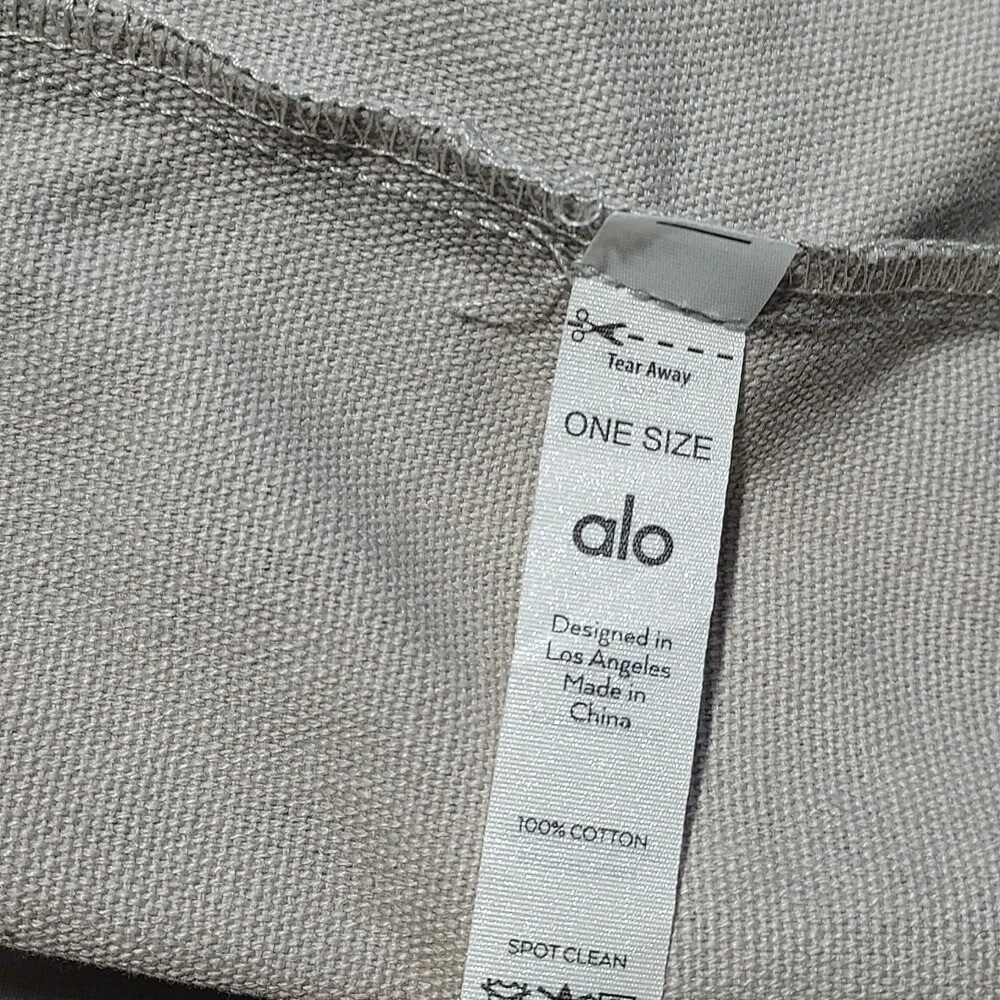 Tear Away
ONE SIZE
alo
Designed in
Los Angeles
Made in
China
100% COTTON
SPOT CLEAN